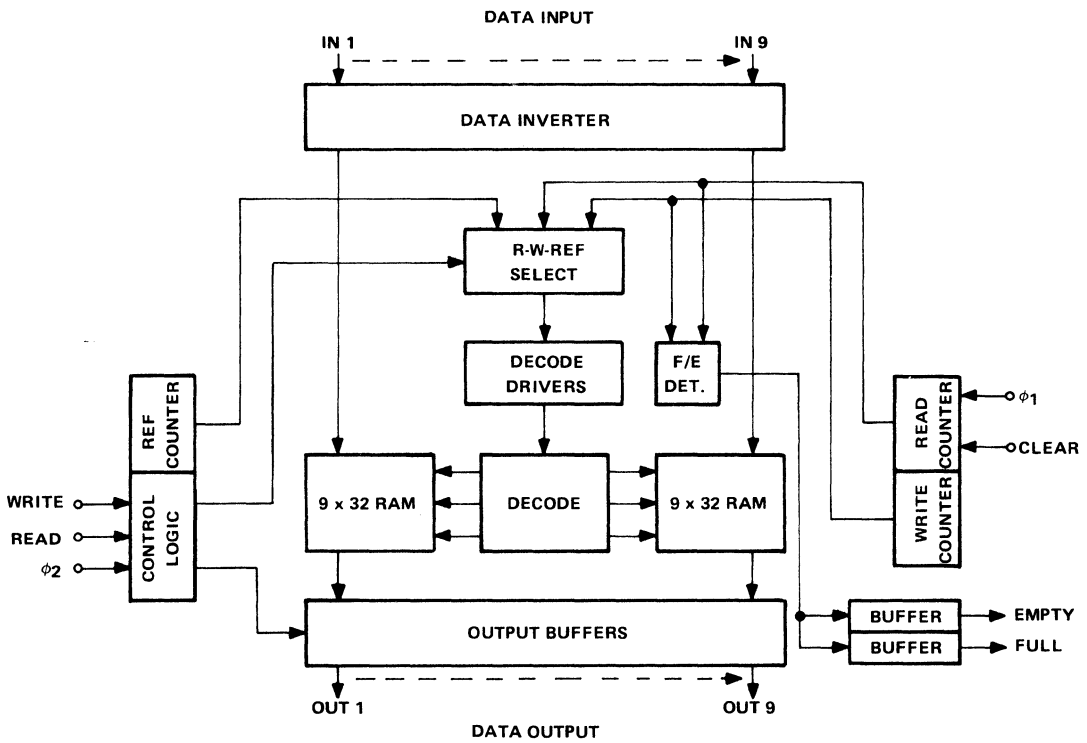 DATA INPUT
IN 1
IN 9
DATA INVERTER
R-W-REF
SELECT
DECODE
DRIVERS
F/E
DET.
REF
COUNTER
READ
COUNTER
ϕ1
CLEAR
9 x 32 RAM
DECODE
9 x 32 RAM
WRITE
READ
ϕ2
CONTROL
LOGIC
WRITE
COUNTER
OUTPUT BUFFERS
BUFFER
EMPTY
BUFFER
FULL
OUT 1
OUT 9
DATA OUTPUT